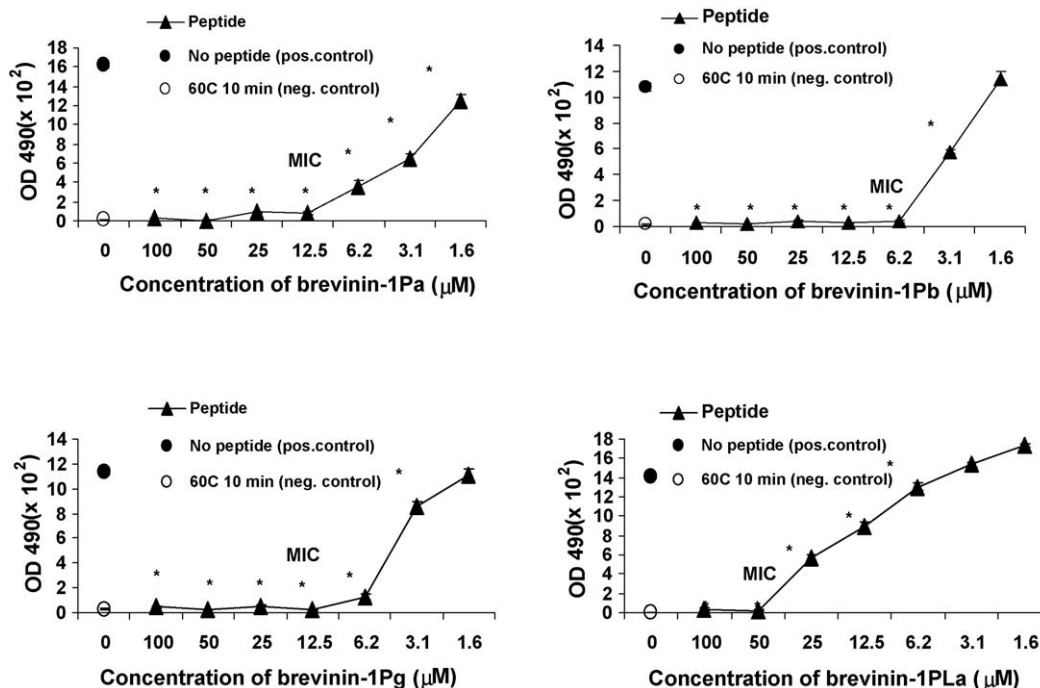 Peptide
No peptide (pos.control)
60C 10 min (neg. control)
OD 490(x 10²)
18
16
14
12
10
8
6
4
2
0
* * * * * * *
MIC
0 100 50 25 12.5 6.2 3.1 1.6
Concentration of brevinin-1Pa (μM)
Peptide
No peptide (pos.control)
60C 10 min (neg. control)
OD 490(x 10²)
14
12
10
8
6
4
2
0
* * * * * *
MIC
0 100 50 25 12.5 6.2 3.1 1.6
Concentration of brevinin-1Pb (μM)
Peptide
No peptide (pos.control)
60C 10 min (neg. control)
OD 490(x 10²)
14
12
10
8
6
4
2
0
* * * * * *
MIC
0 100 50 25 12.5 6.2 3.1 1.6
Concentration of brevinin-1Pg (μM)
Peptide
No peptide (pos.control)
60C 10 min (neg. control)
OD 490(x 10²)
18
16
14
12
10
8
6
4
2
0
* * *
MIC
0 100 50 25 12.5 6.2 3.1 1.6
Concentration of brevinin-1PLa (μM)